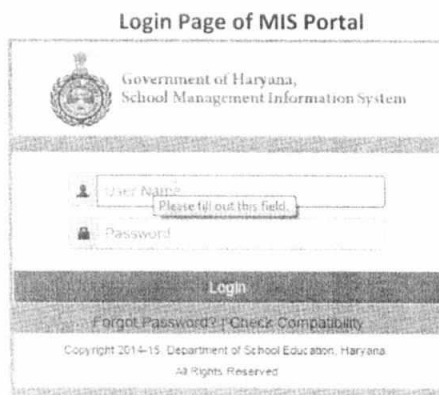 Login Page of MIS Portal
Government of Haryana,
School Management Information System
User Name
Please fill out this field.
Password
Login
Forgot Password? | Check Compatibility
Copyright 2014-15, Department of School Education, Haryana
All Rights Reserved